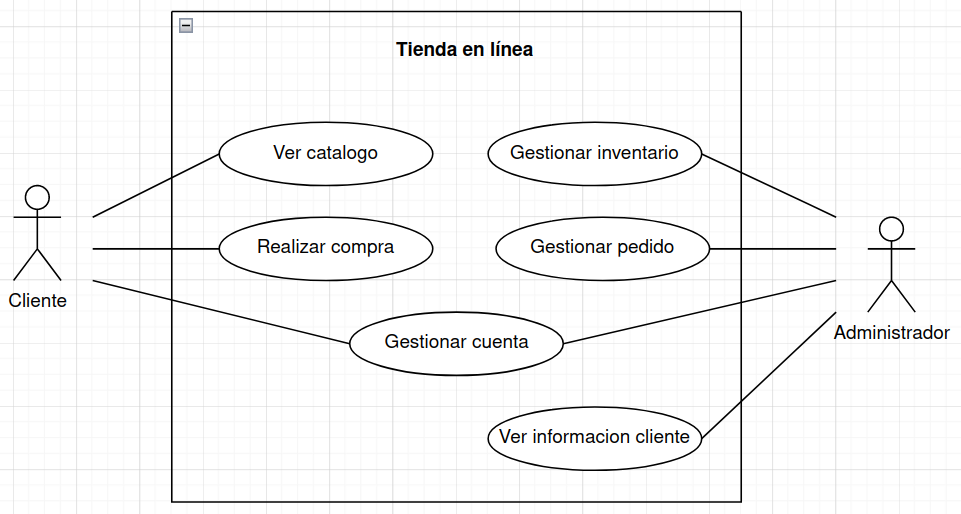 Tienda en línea
Ver catalogo
Gestionar inventario
Realizar compra
Gestionar pedido
Cliente
Administrador
Gestionar cuenta
Ver informacion cliente